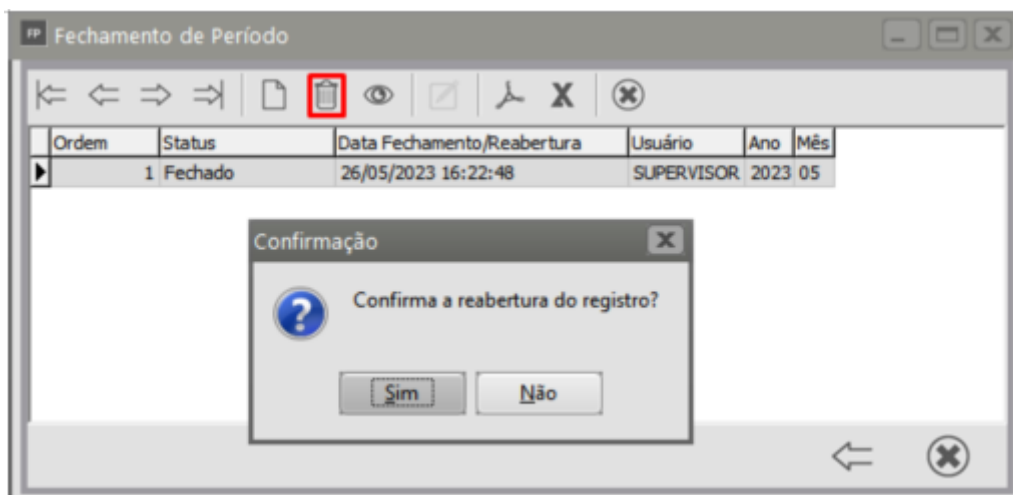 FP Fechamento de Período
X
Ordem Status Data Fechamento/Reabertura Usuário Ano Mês
1 Fechado 26/05/2023 16:22:48 SUPERVISOR 2023 05
Confirmação
?
Confirma a reabertura do registro?
Sim Não